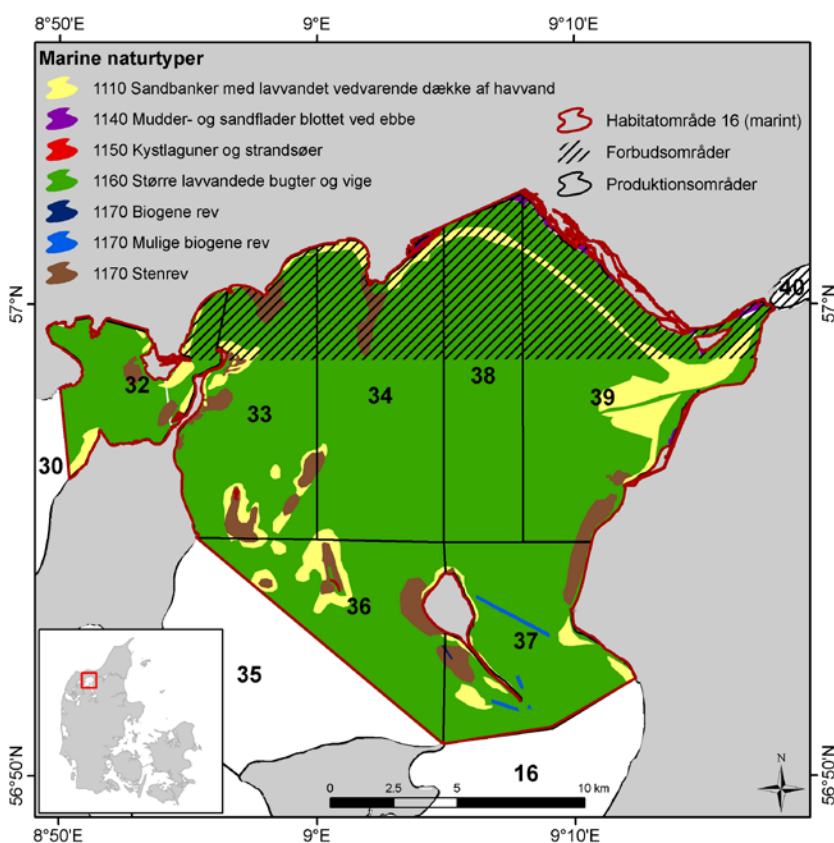 8°50'E
9°E
9°10'E
Marine naturtyper
1110 Sandbanker med lavvandet vedvarende dække af havvand
1140 Mudder- og sandflader blottet ved ebbe
1150 Kystlaguner og strandsøer
1160 Større lavvandede bugter og vige
1170 Biogene rev
1170 Mulige biogene rev
1170 Stenrev
Habitatområde 16 (marint)
Forbudsområder
Produktionsområder
57°N
57°N
40
32
33
34
38
39
30
36
37
35
16
N
0
2.5
5
10 km
56°50'N
56°50'N
8°50'E
9°E
9°10'E